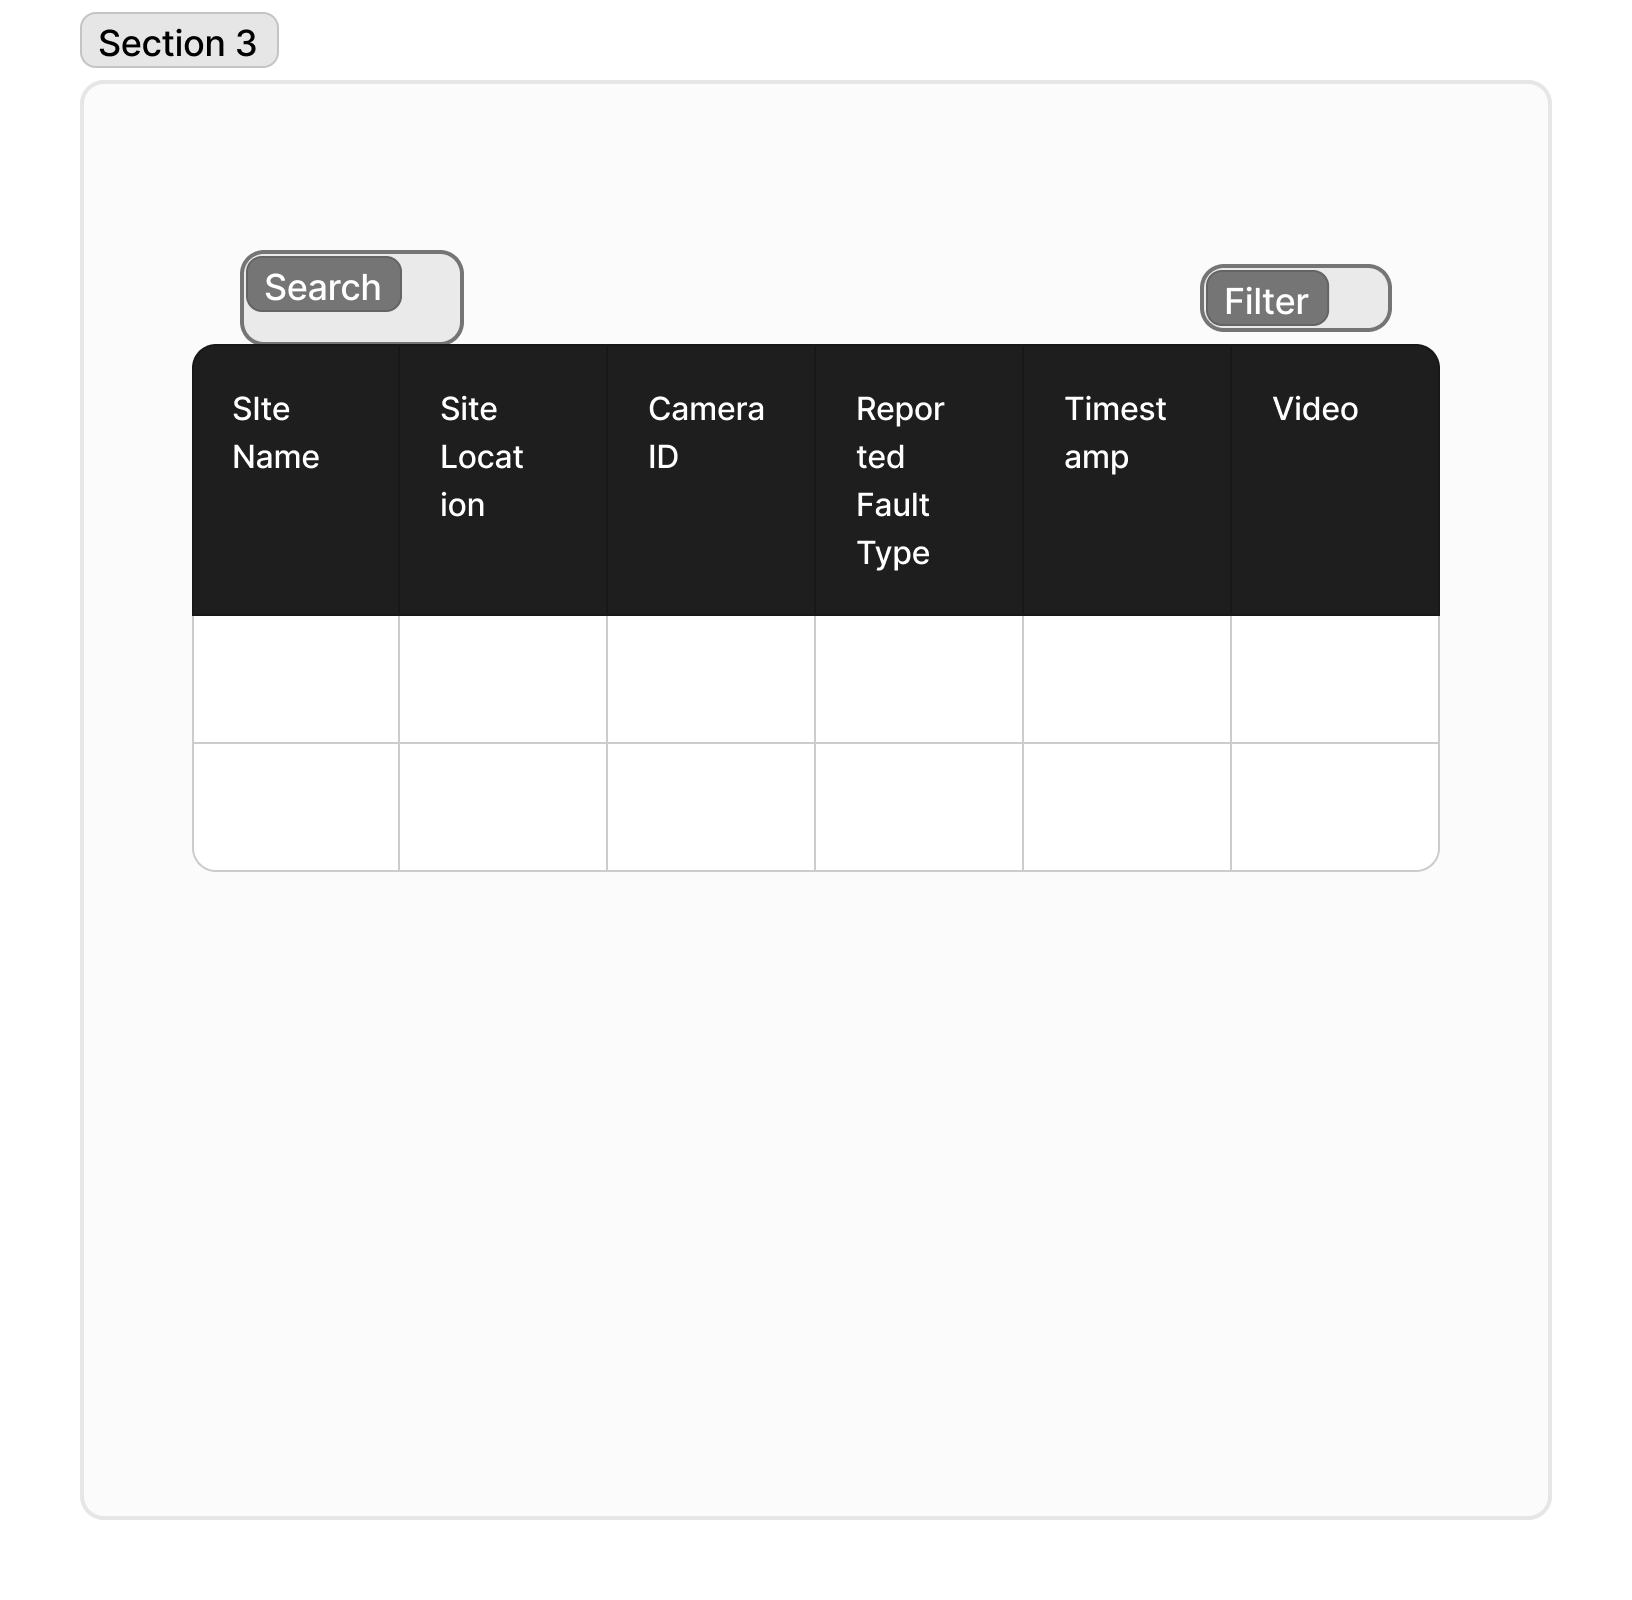 Section 3
Search
Filter
SIte
Name
Site
Locat
ion
Camera
ID
Repor
ted
Fault
Type
Timest
amp
Video